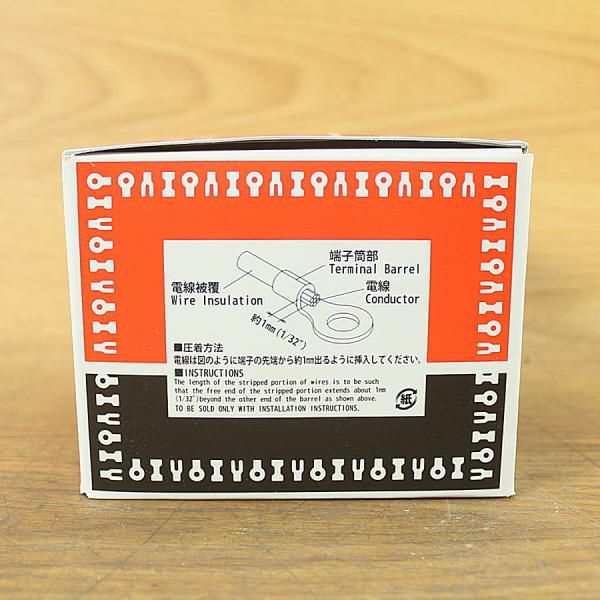 端子筒部
Terminal Barrel
電線被覆
Wire Insulation
電線
Conductor
約1mm(1/32")
■圧着方法
電線は図のように端子の先端から約1mm出るように挿入してください。
■INSTRUCTIONS
The length of the stripped portion of wires is to be such
that the free end of the stripped portion extends about 1mm
(1/32")beyond the other end of the barrel as shown above.
TO BE SOLD ONLY WITH INSTALLATION INSTRUCTIONS.
紙